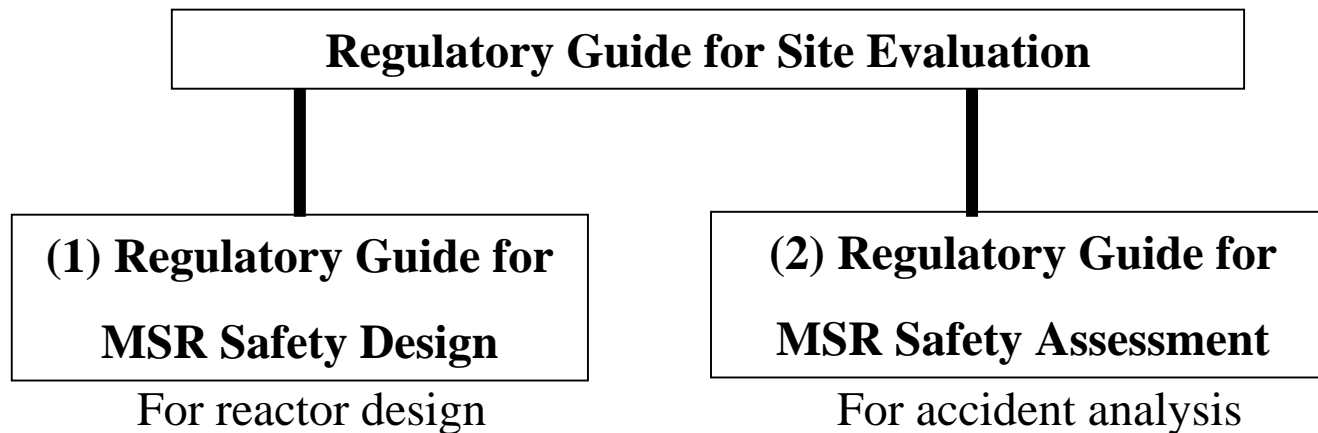 Regulatory Guide for Site Evaluation
(1) Regulatory Guide for
MSR Safety Design
For reactor design
(2) Regulatory Guide for
MSR Safety Assessment
For accident analysis